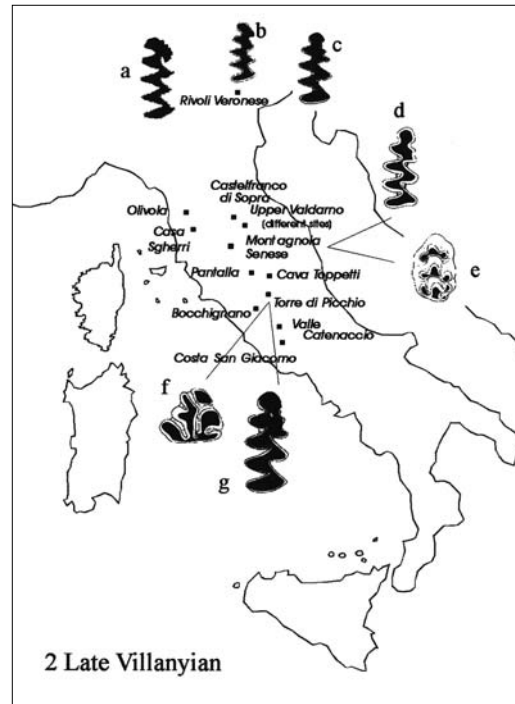 b
a
c
Rivoli Veronese
d
Castelfranco
di Sopra
Olivola
Upper Valdarno
(different sites)
Casa
Sgherri
Montagnola
Senese
e
Pantalla
Cava Toppetti
Torre di Picchio
Bocchignano
Valle
Catenaccio
Costa San Giacomo
f
g
2 Late Villanyian